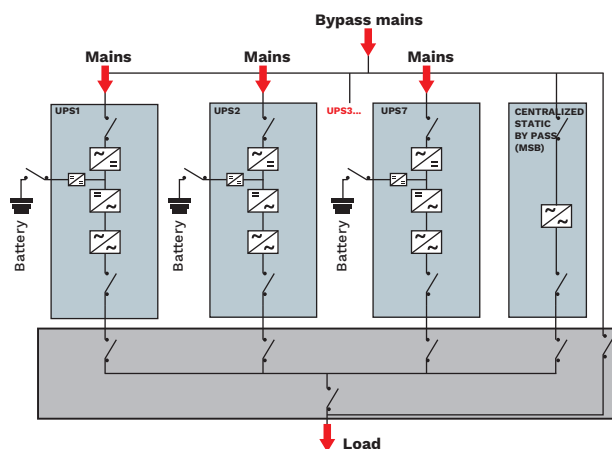 Bypass mains
Mains
Mains
Mains
UPS1
UPS2
UPS3...
UPS7
CENTRALIZED
STATIC
BY PASS
(MSB)
Battery
Battery
Battery
Load